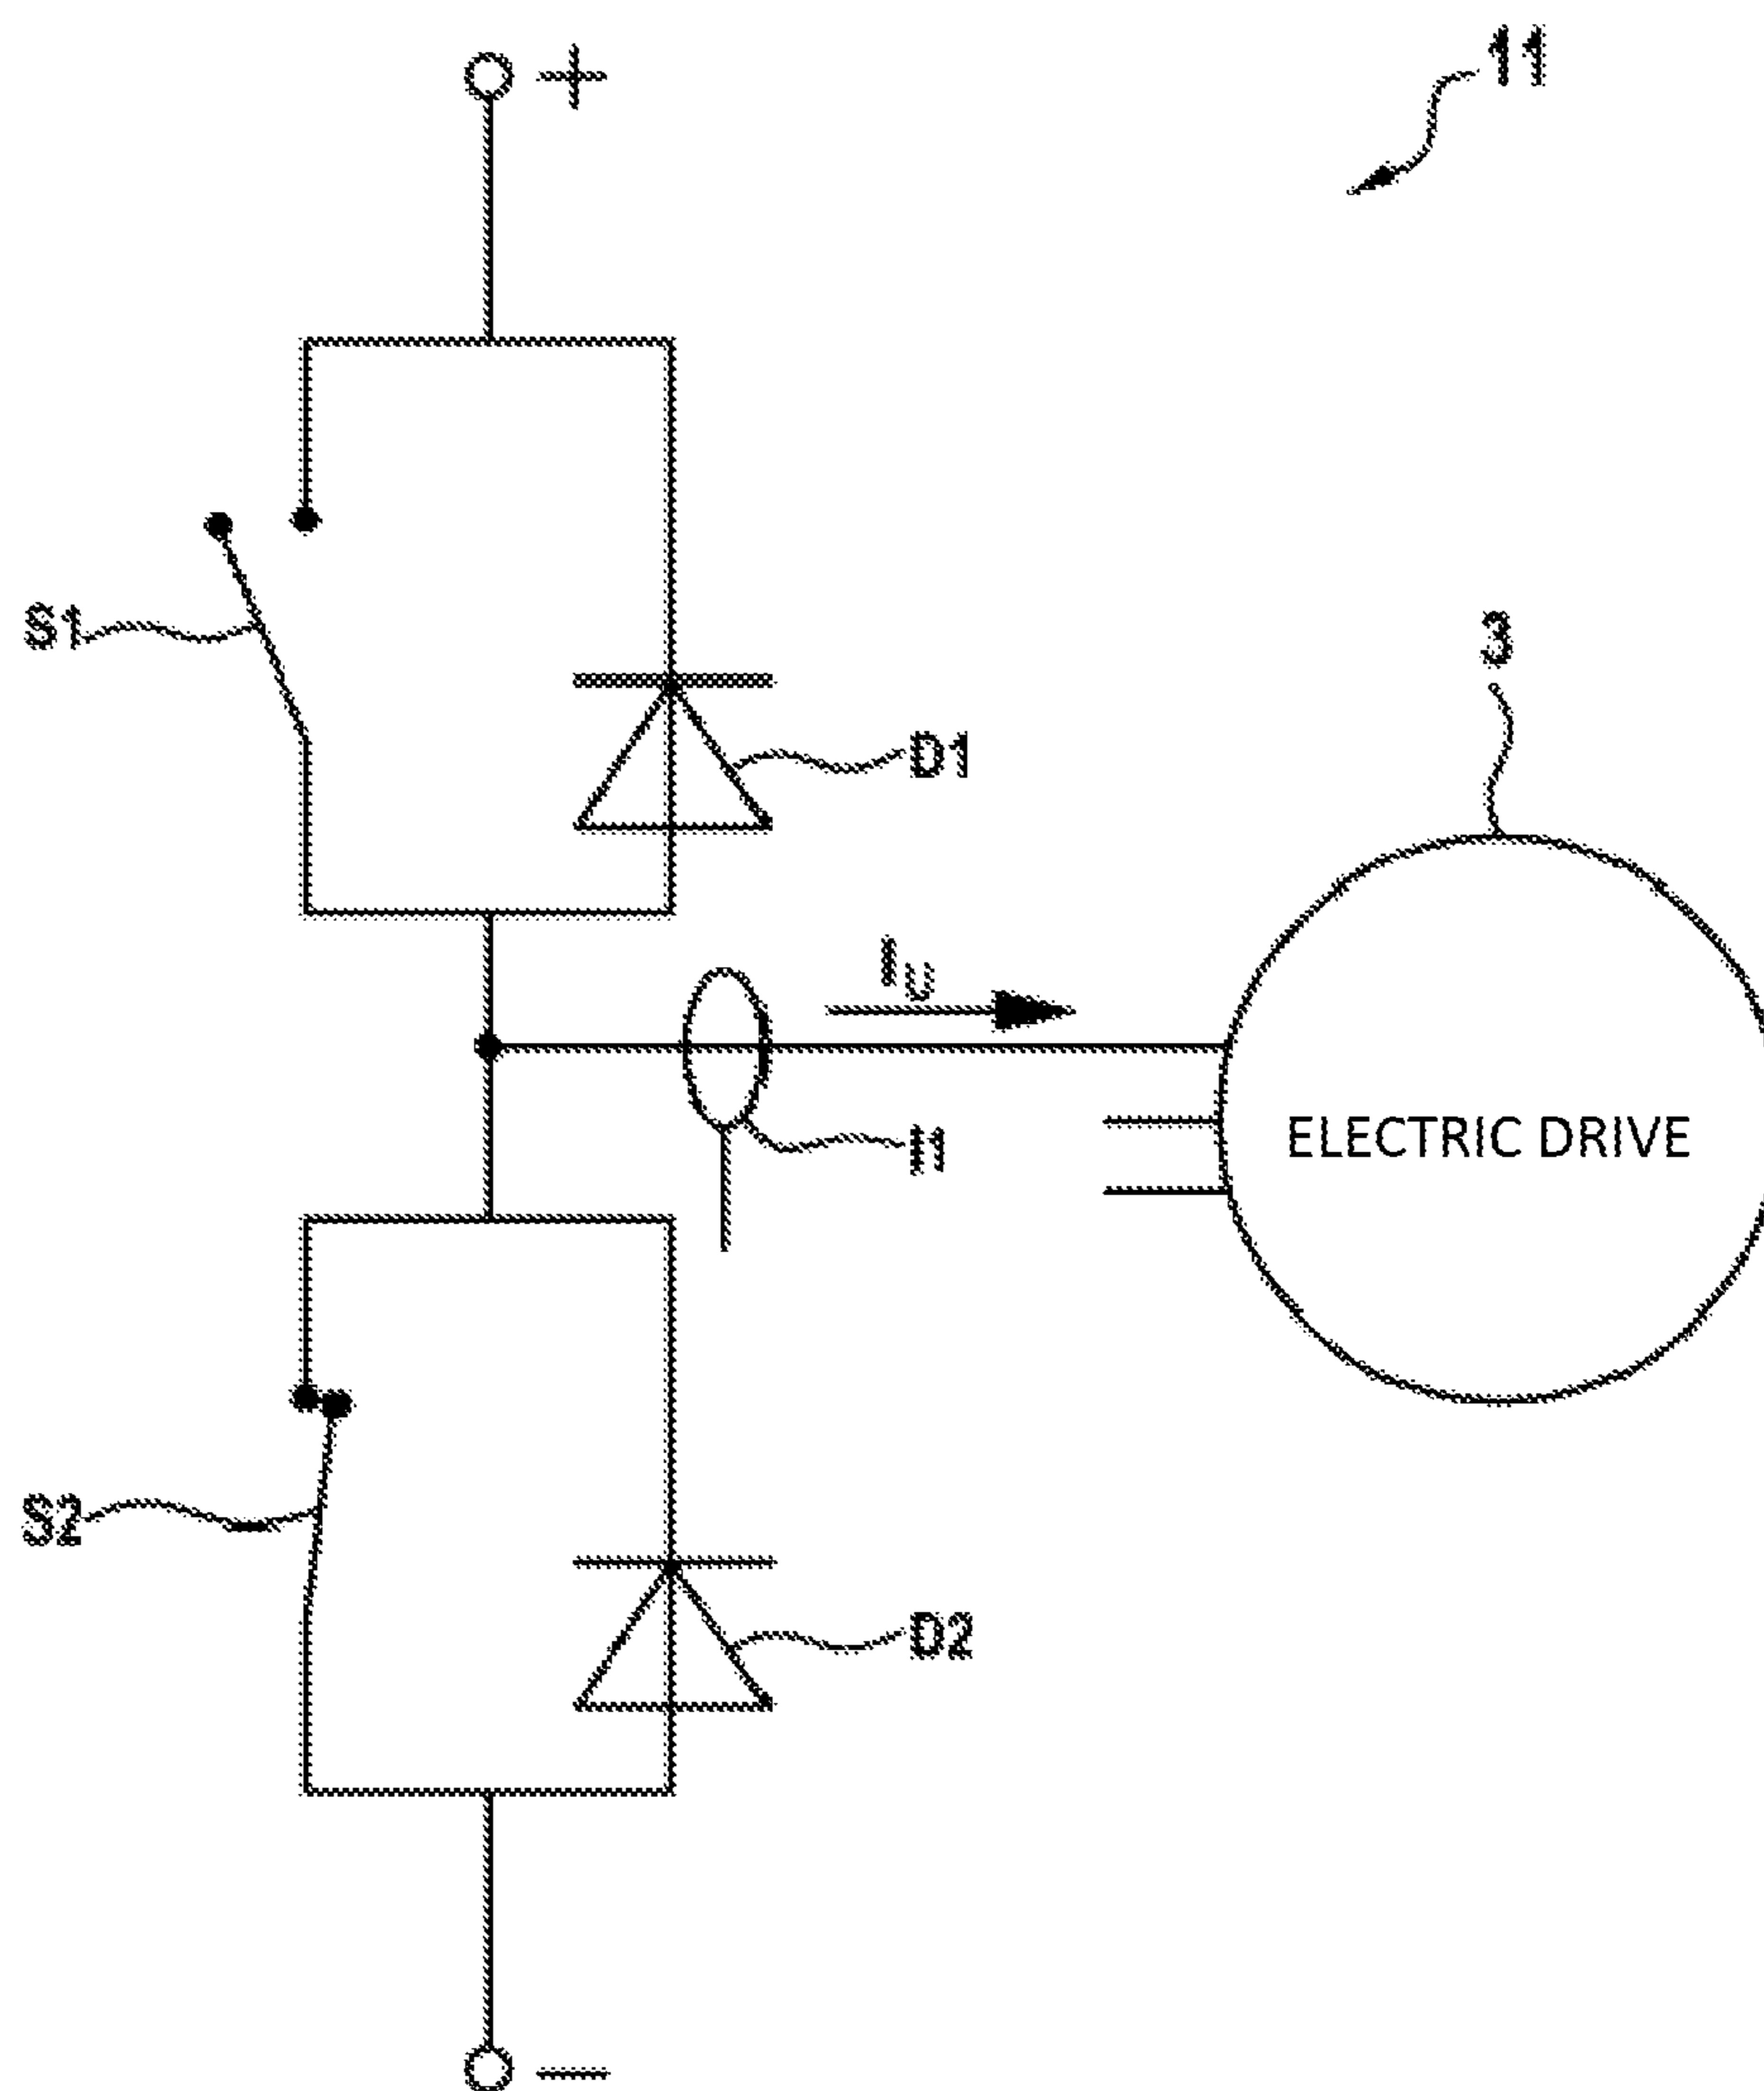 +
11
S1
3
D1
IU
I1
ELECTRIC DRIVE
S2
D2
−